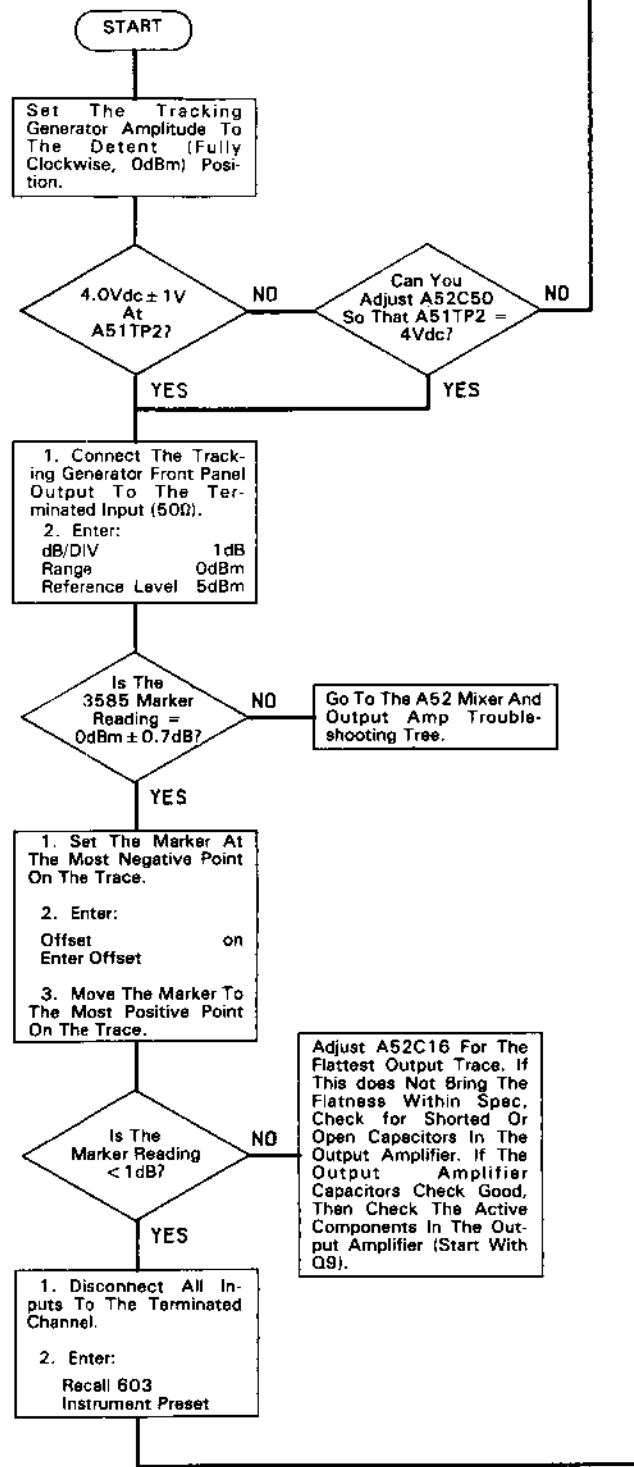 START
Set The Tracking
Generator Amplitude To
The Detent (Fully
Clockwise, 0dBm) Posi-
tion.
4.0Vdc ± 1V
At
A51TP2?
NO
YES
Can You
Adjust A52C50
So That A51TP2 =
4Vdc?
NO
YES
1. Connect The Track-
ing Generator Front Panel
Output To The Ter-
minated Input (50Ω).
2. Enter:
dB/DIV 1dB
Range 0dBm
Reference Level 5dBm
Is The
3585 Marker
Reading =
0dBm ± 0.7dB?
NO
YES
Go To The A52 Mixer And
Output Amp Trouble-
shooting Tree.
1. Set The Marker At
The Most Negative Point
On The Trace.
2. Enter:
Offset on
Enter Offset
3. Move The Marker To
The Most Positive Point
On The Trace.
Is The
Marker Reading
< 1dB?
NO
YES
Adjust A52C16 For The
Flattest Output Trace. If
This does Not Bring The
Flatness Within Spec,
Check for Shorted Or
Open Capacitors In The
Output Amplifier. If The
Output Amplifier
Capacitors Check Good,
Then Check The Active
Components In The Out-
put Amplifier (Start With
Q9).
1. Disconnect All In-
puts To The Terminated
Channel.
2. Enter:
Recall 603
Instrument Preset